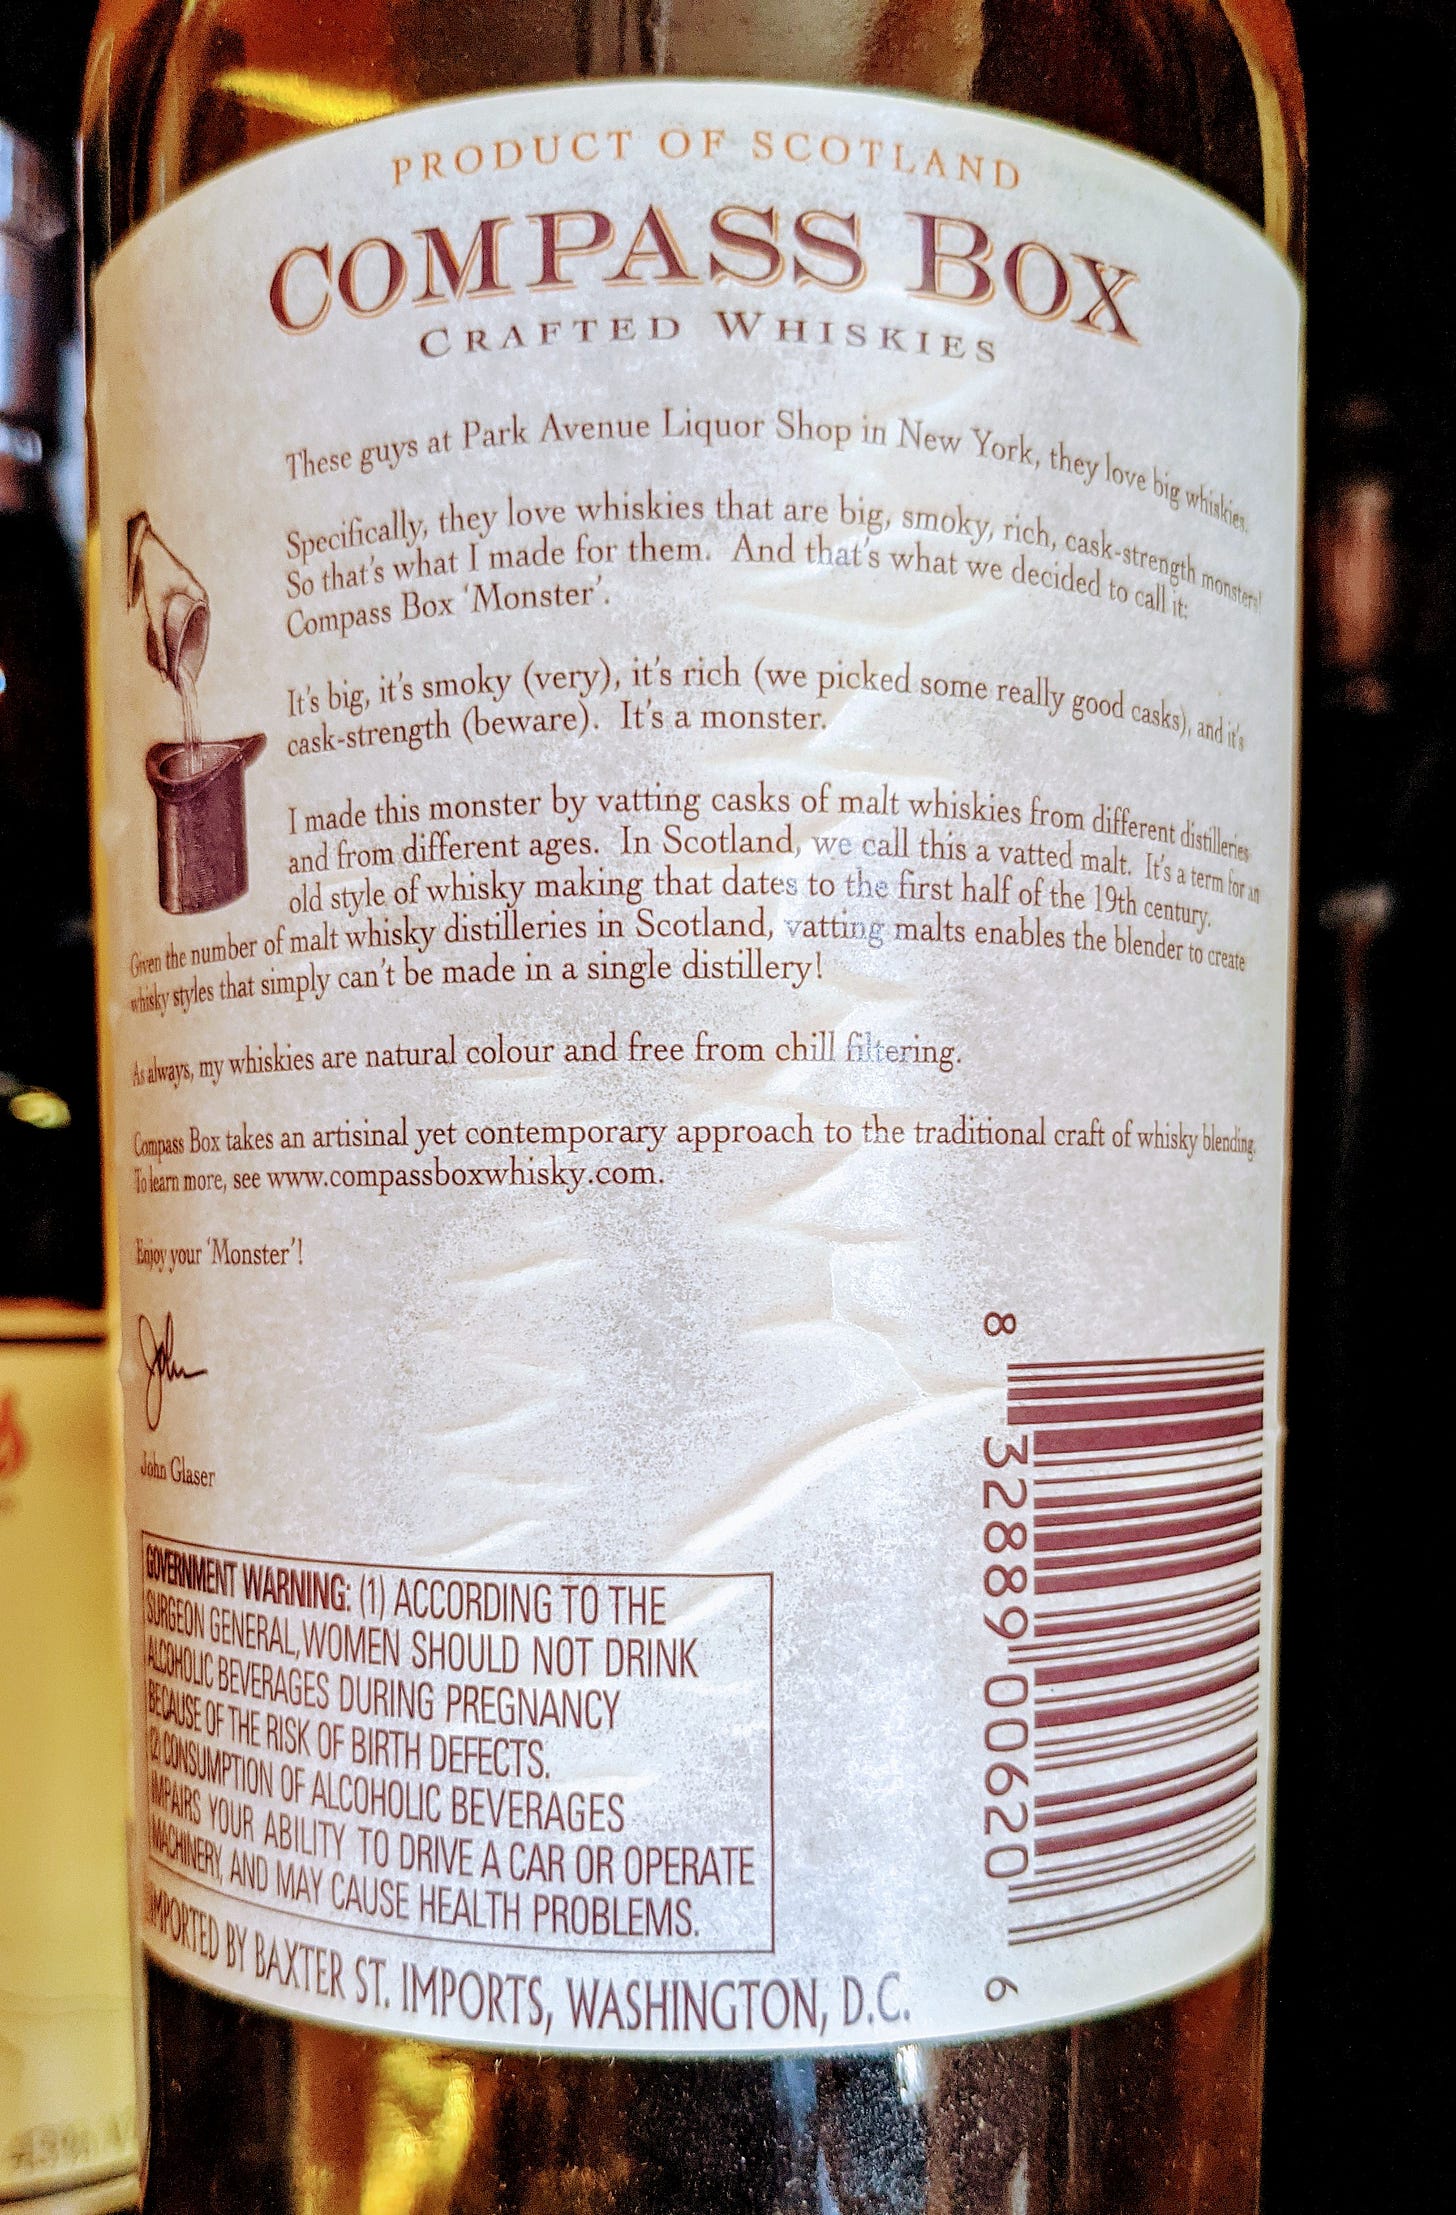 PRODUCT OF SCOTLAND
COMPASS BOX
CRAFTED WHISKIES
These guys at Park Avenue Liquor Shop in New York, they love big whiskies.
Specifically, they love whiskies that are big, smoky, rich, cask-strength monsters!
So that's what I made for them. And that's what we decided to call it:
Compass Box 'Monster'.
It's big, it's smoky (very), it's rich (we picked some really good casks), and it's
cask-strength (beware). It's a monster.
I made this monster by vatting casks of malt whiskies from different distilleries
and from different ages. In Scotland, we call this a vatted malt. It's a term for an
old style of whisky making that dates to the first half of the 19th century.
Given the number of malt whisky distilleries in Scotland, vatting malts enables the blender to create
whisky styles that simply can't be made in a single distillery!
As always, my whiskies are natural colour and free from chill filtering.
Compass Box takes an artisinal yet contemporary approach to the traditional craft of whisky blending.
To learn more, see www.compassboxwhisky.com.
Enjoy your 'Monster'!
John
John Glaser
GOVERNMENT WARNING: (1) ACCORDING TO THE
SURGEON GENERAL, WOMEN SHOULD NOT DRINK
ALCOHOLIC BEVERAGES DURING PREGNANCY
BECAUSE OF THE RISK OF BIRTH DEFECTS.
(2) CONSUMPTION OF ALCOHOLIC BEVERAGES
IMPAIRS YOUR ABILITY TO DRIVE A CAR OR OPERATE
MACHINERY, AND MAY CAUSE HEALTH PROBLEMS.
IMPORTED BY BAXTER ST. IMPORTS, WASHINGTON, D.C.
8 32889 00620 6